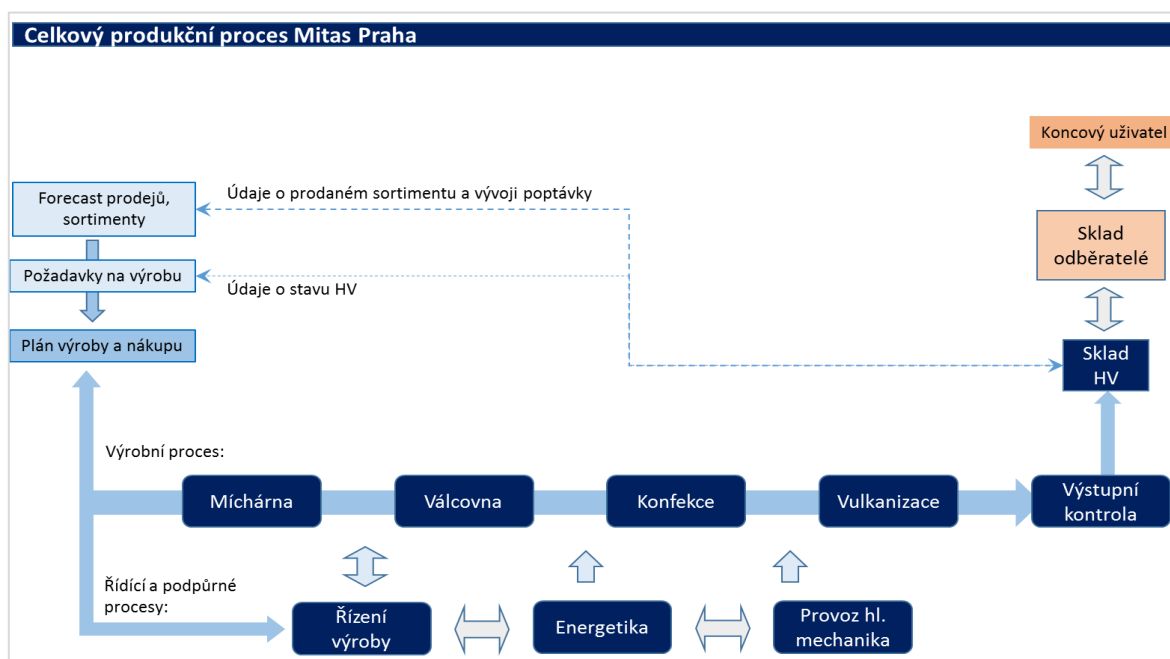 Celkový produkční proces Mitas Praha
Koncový uživatel
Údaje o prodaném sortimentu a vývoji poptávky
Forecast prodejů,
sortimenty
Sklad
odběratelé
Požadavky na výrobu
Údaje o stavu HV
Plán výroby a nákupu
Sklad
HV
Výrobní proces:
Míchárna
Válcovna
Konfekce
Vulkanizace
Výstupní
kontrola
Řídící a podpůrné
procesy:
Řízení
výroby
Energetika
Provoz hl.
mechanika